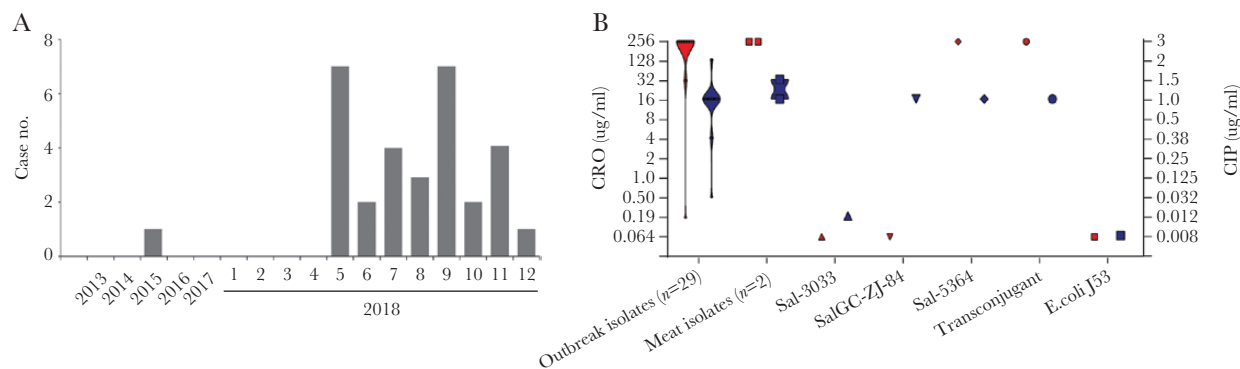 A
8
6
4
2
0
Case no.
2013
2014
2015
2016
2017
1 2 3 4 5 6 7 8 9 10 11 12
2018
B
CRO (ug/ml)
256
128
32
16
8
4
2
1.0
0.50
0.19
0.064
3
2
1.5
1.0
0.5
0.38
0.25
0.125
0.032
0.012
0.008
CIP (ug/ml)
Outbreak isolates (n=29)
Meat isolates (n=2)
Sal-3033
SalGC-ZJ-84
Sal-5364
Transconjugant
E.coli J53